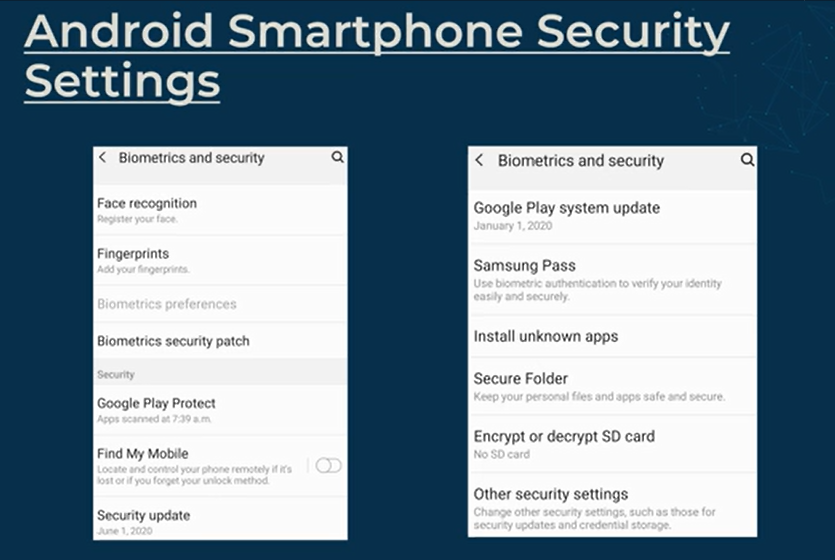 Android Smartphone Security
Settings
Biometrics and security
Face recognition
Register your face.
Fingerprints
Add your fingerprints.
Biometrics preferences
Biometrics security patch
Security
Google Play Protect
Apps scanned at 7:39 a.m.
Find My Mobile
Locate and control your phone remotely if it's
lost or if you forget your unlock method.
Security update
June 1, 2020
Biometrics and security
Google Play system update
January 1, 2020
Samsung Pass
Use biometric authentication to verify your identity
easily and securely.
Install unknown apps
Secure Folder
Keep your personal files and apps safe and secure.
Encrypt or decrypt SD card
No SD card
Other security settings
Change other security settings, such as those for
security updates and credential storage.